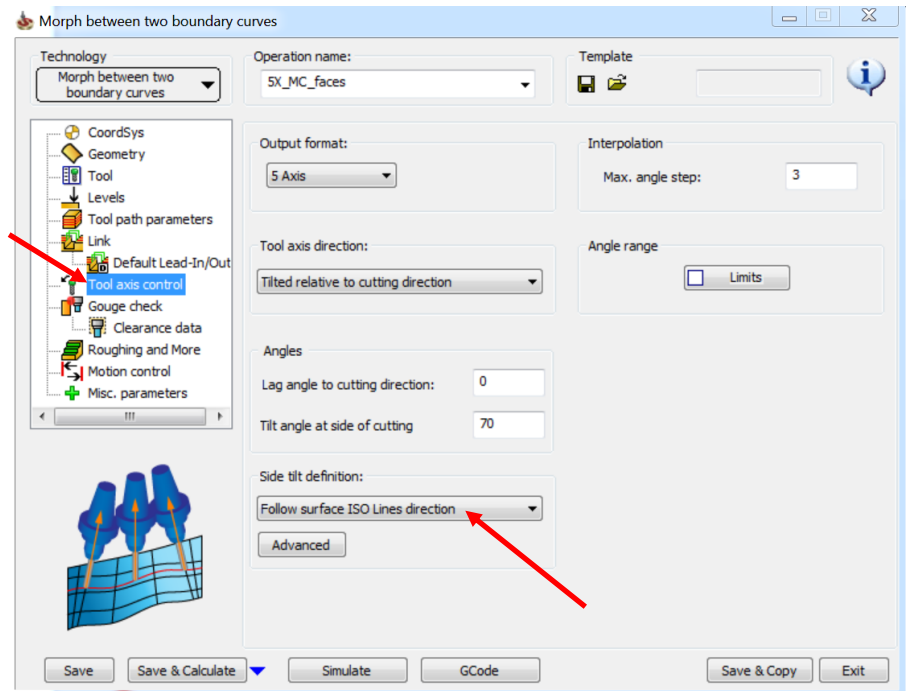 Morph between two boundary curves
Technology
Morph between two
boundary curves
Operation name:
5X_MC_faces
Template
CoordSys
Geometry
Tool
Levels
Tool path parameters
Link
Default Lead-In/Out
Tool axis control
Gouge check
Clearance data
Roughing and More
Motion control
Misc. parameters
Output format:
5 Axis
Interpolation
Max. angle step:
3
Tool axis direction:
Tilted relative to cutting direction
Angle range
Limits
Angles
Lag angle to cutting direction:
0
Tilt angle at side of cutting
70
Side tilt definition:
Follow surface ISO Lines direction
Advanced
Save
Save & Calculate
Simulate
GCode
Save & Copy
Exit